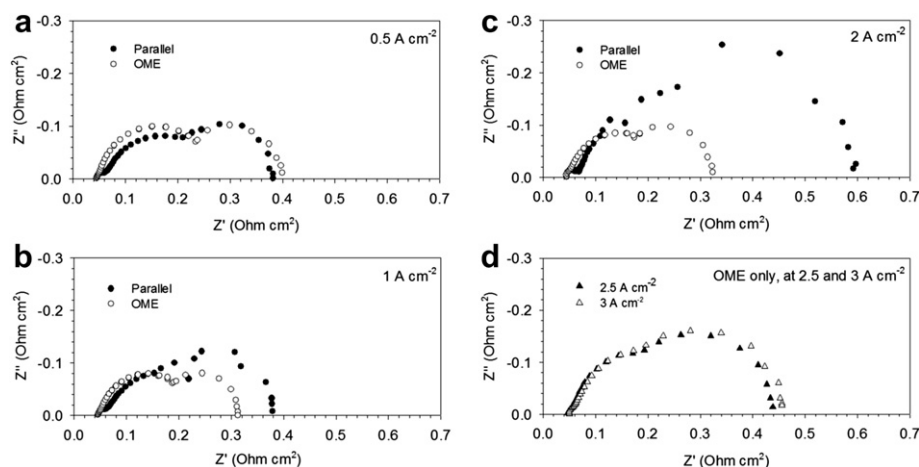 a
0.5 A cm⁻²
Parallel
OME
Z" (Ohm cm²)
-0.3
-0.2
-0.1
0.0
0.0 0.1 0.2 0.3 0.4 0.5 0.6 0.7
Z' (Ohm cm²)
c
2 A cm⁻²
Parallel
OME
Z" (Ohm cm²)
-0.3
-0.2
-0.1
0.0
0.0 0.1 0.2 0.3 0.4 0.5 0.6 0.7
Z' (Ohm cm²)
b
1 A cm⁻²
Parallel
OME
Z" (Ohm cm²)
-0.3
-0.2
-0.1
0.0
0.0 0.1 0.2 0.3 0.4 0.5 0.6 0.7
Z' (Ohm cm²)
d
OME only, at 2.5 and 3 A cm⁻²
2.5 A cm⁻²
3 A cm⁻²
Z" (Ohm cm²)
-0.3
-0.2
-0.1
0.0
0.0 0.1 0.2 0.3 0.4 0.5 0.6 0.7
Z' (Ohm cm²)